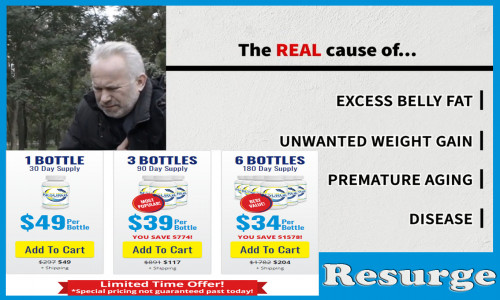 The REAL cause of...
EXCESS BELLY FAT
UNWANTED WEIGHT GAIN
PREMATURE AGING
DISEASE
1 BOTTLE
30 Day Supply
$49 Per Bottle
Add To Cart
$297 $49
+ Shipping
3 BOTTLES
90 Day Supply
MOST POPULAR!
$39 Per Bottle
YOU SAVE $774!
Add To Cart
$891 $117
+ Shipping
6 BOTTLES
180 Day Supply
BEST VALUE!
$34 Per Bottle
YOU SAVE $1578!
Add To Cart
$1782 $204
+ Shipping
Limited Time Offer!
*Special pricing not guaranteed past today!
Resurge